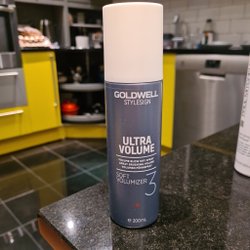 GOLDWELL
STYLESIGN
ULTRA
VOLUME
SOFT
VOLUMIZER
3
℮ 200mL